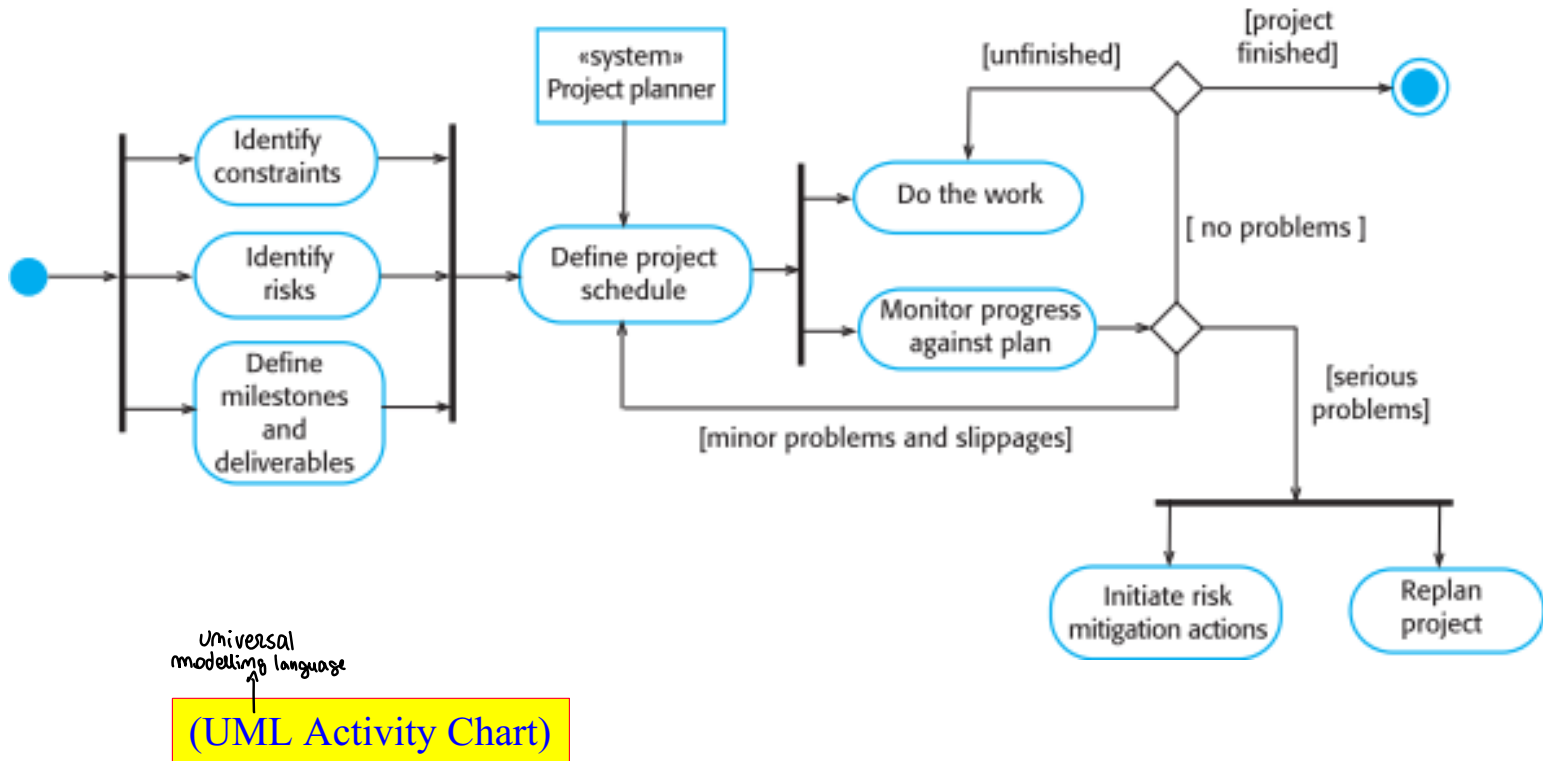 [project
finished]
[unfinished]
«system»
Project planner
Identify
constraints
Do the work
[ no problems ]
Identify
risks
Define project
schedule
Monitor progress
against plan
Define
milestones
and
deliverables
[serious
problems]
[minor problems and slippages]
Initiate risk
mitigation actions
Replan
project
universal
modelling language
(UML Activity Chart)